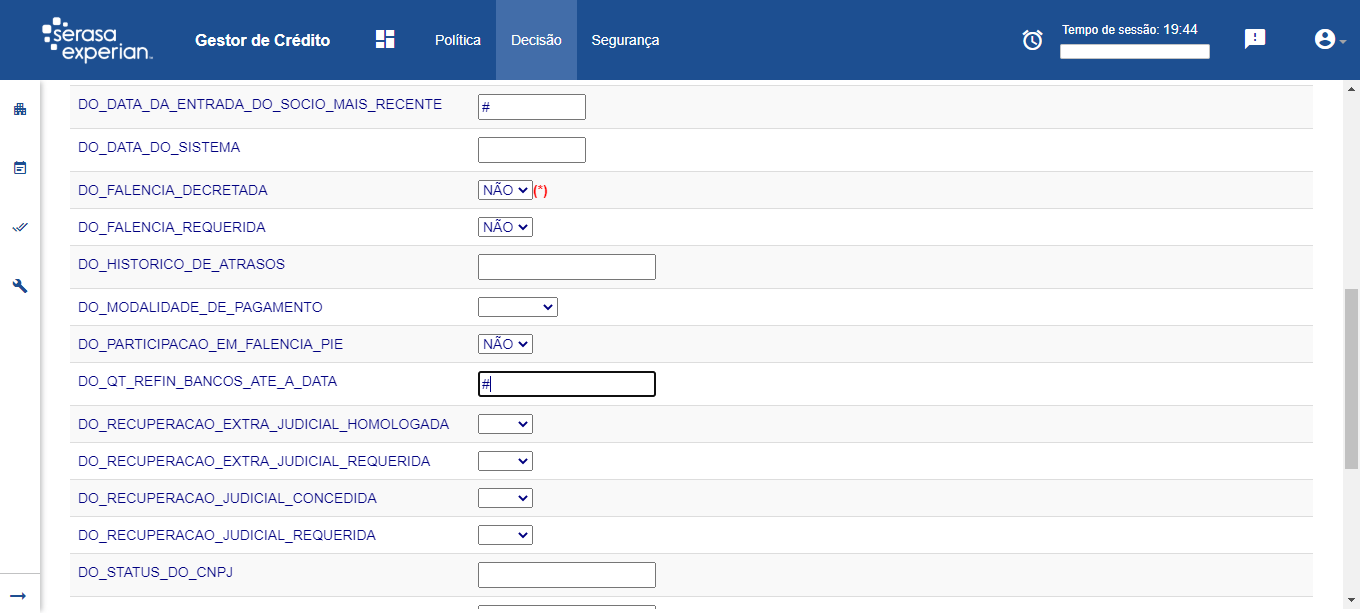 serasa experian.
Gestor de Crédito
Política
Decisão
Segurança
Tempo de sessão: 19:44
DO_DATA_DA_ENTRADA_DO_SOCIO_MAIS_RECENTE #
DO_DATA_DO_SISTEMA
DO_FALENCIA_DECRETADA NÃO (*)
DO_FALENCIA_REQUERIDA NÃO
DO_HISTORICO_DE_ATRASOS
DO_MODALIDADE_DE_PAGAMENTO
DO_PARTICIPACAO_EM_FALENCIA_PIE NÃO
DO_QT_REFIN_BANCOS_ATE_A_DATA #
DO_RECUPERACAO_EXTRA_JUDICIAL_HOMOLOGADA
DO_RECUPERACAO_EXTRA_JUDICIAL_REQUERIDA
DO_RECUPERACAO_JUDICIAL_CONCEDIDA
DO_RECUPERACAO_JUDICIAL_REQUERIDA
DO_STATUS_DO_CNPJ